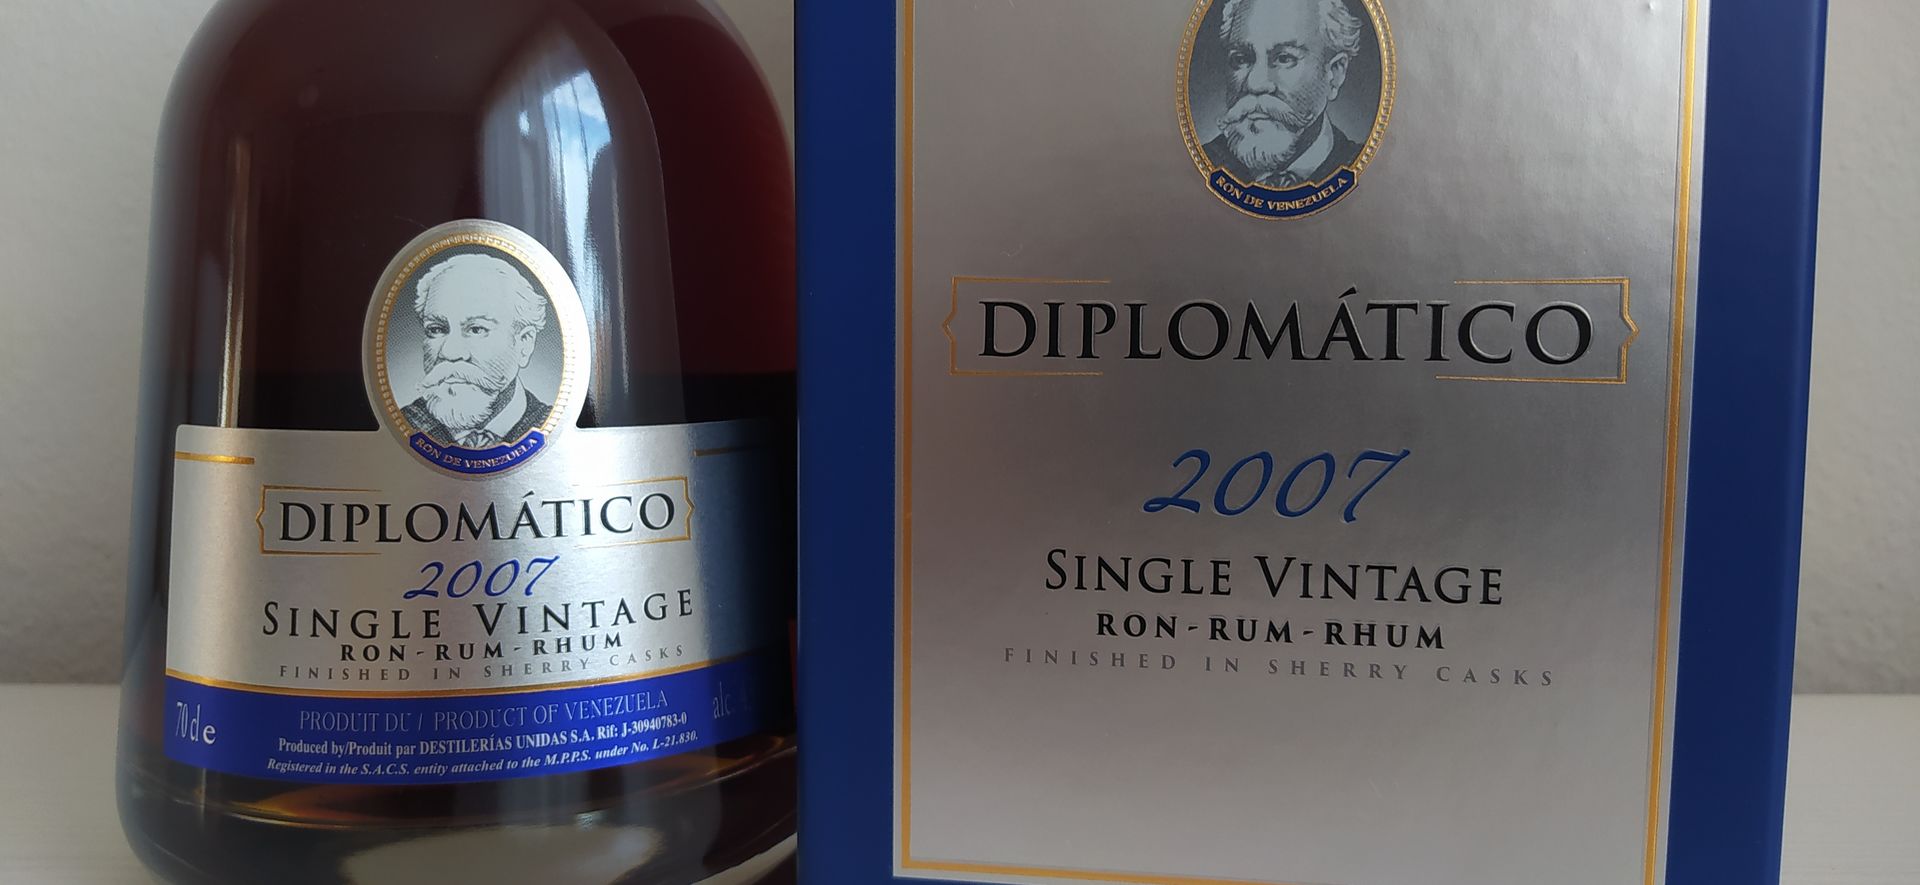 RON DE VENEZUELA
DIPLOMÁTICO
2007
SINGLE VINTAGE
RON-RUM-RHUM
FINISHED IN SHERRY CASKS
PRODUIT DU / PRODUCT OF VENEZUELA
70 cl e
alc.
Produced by/Produit par DESTILERÍAS UNIDAS S.A. Rif: J-30940783-0
Registered in the S.A.C.S. entity attached to the M.P.P.S. under No. L-21.830.
RON DE VENEZUELA
DIPLOMÁTICO
2007
SINGLE VINTAGE
RON-RUM-RHUM
FINISHED IN SHERRY CASKS